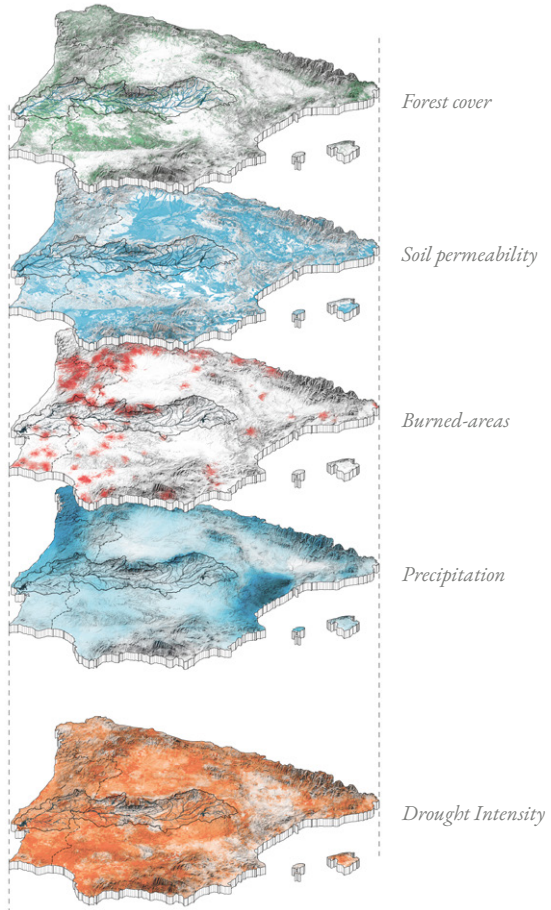 Forest cover
Soil permeability
Burned-areas
Precipitation
Drought Intensity